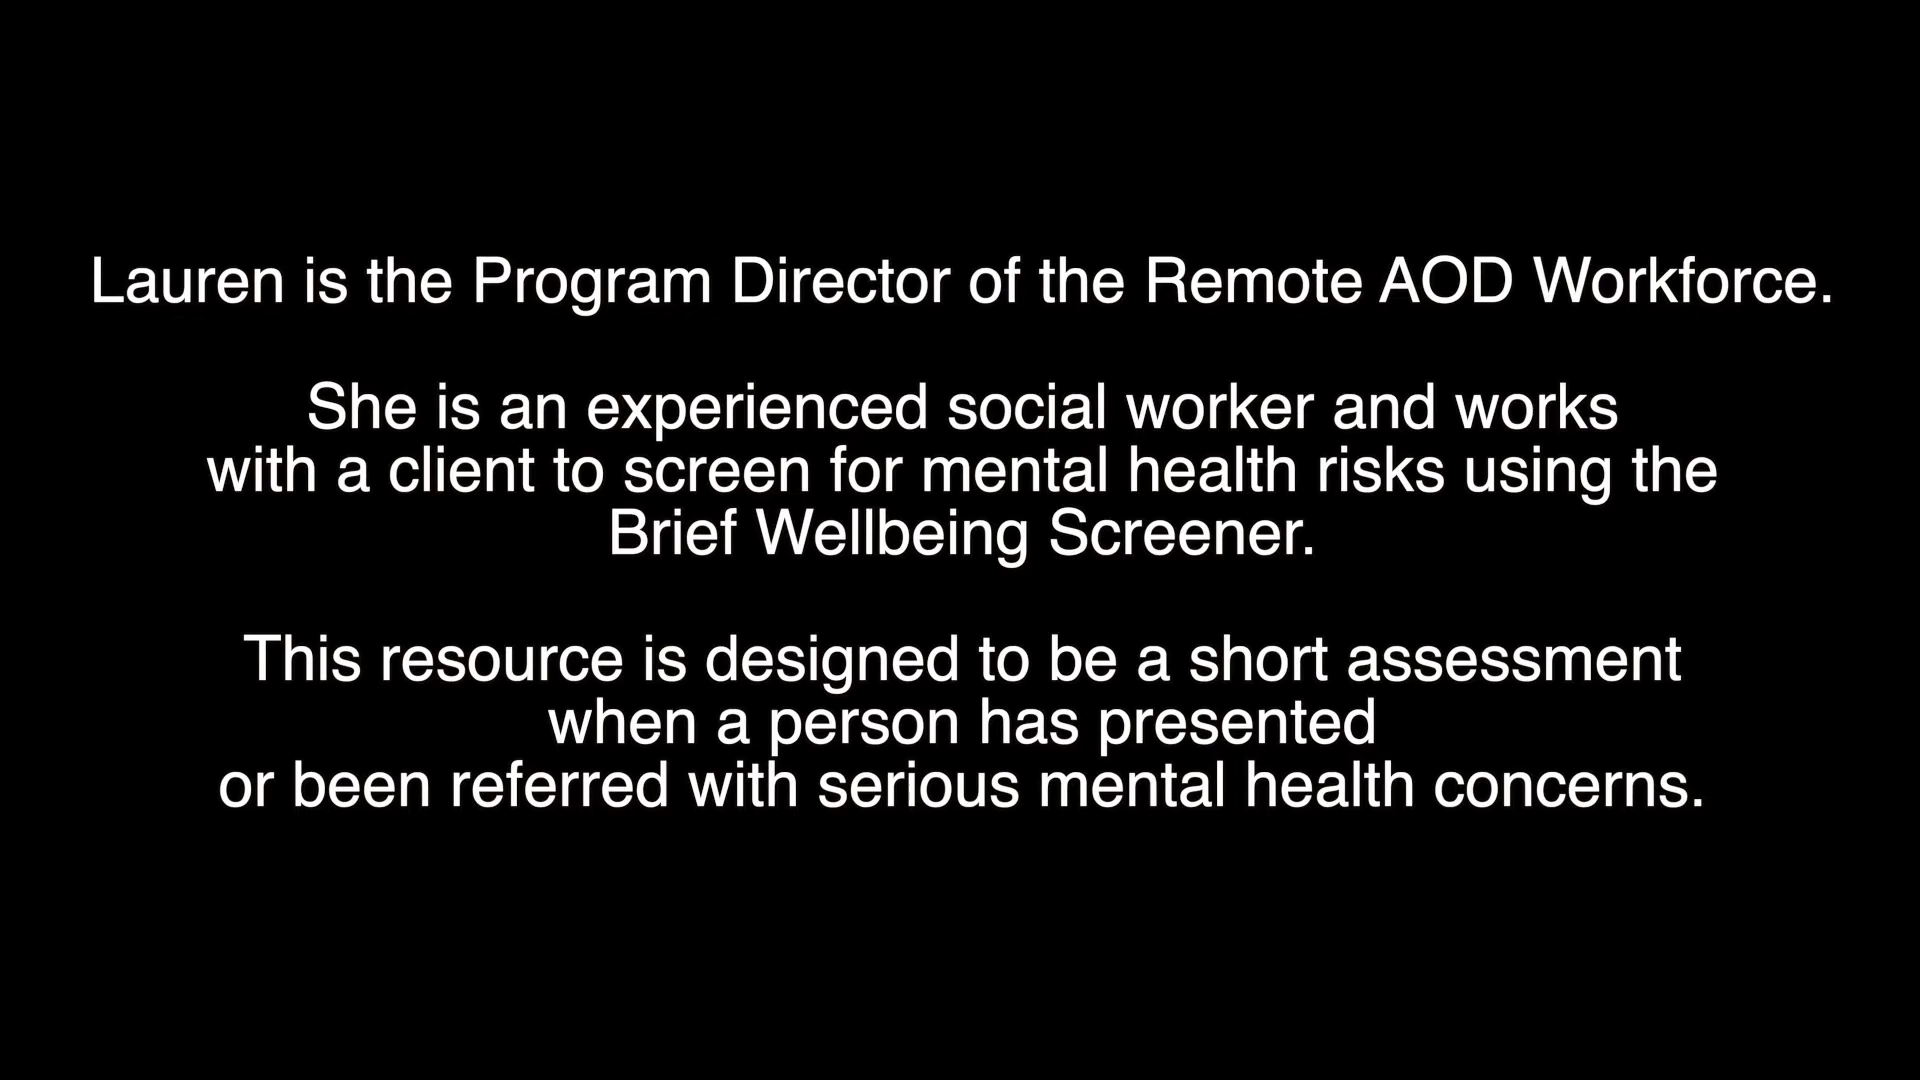 Lauren is the Program Director of the Remote AOD Workforce.
She is an experienced social worker and works
with a client to screen for mental health risks using the
Brief Wellbeing Screener.
This resource is designed to be a short assessment
when a person has presented
or been referred with serious mental health concerns.